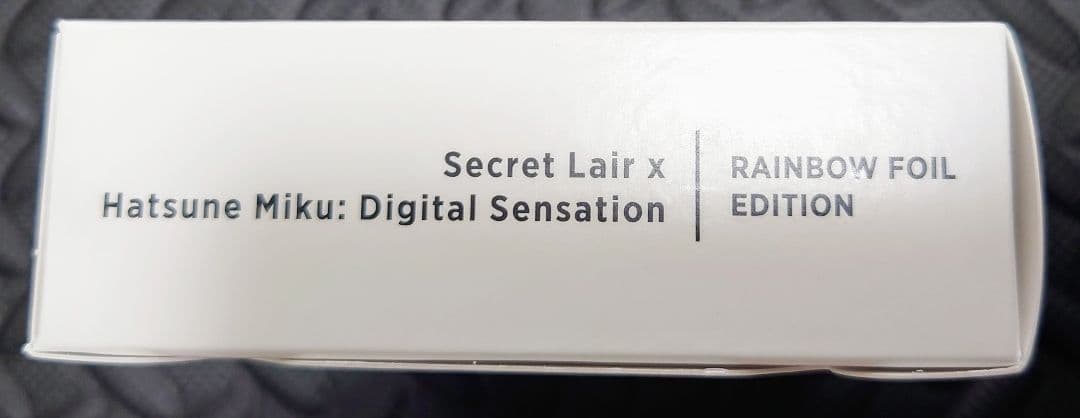 Secret Lair x
Hatsune Miku: Digital Sensation
RAINBOW FOIL
EDITION